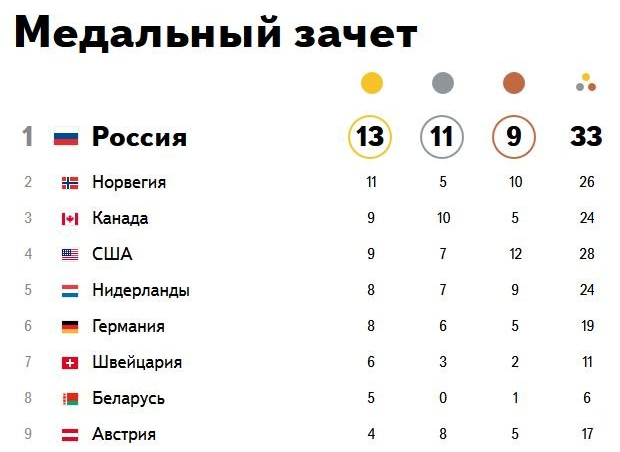 Медальный зачет
1 Россия 13 11 9 33
2 Норвегия 11 5 10 26
3 Канада 9 10 5 24
4 США 9 7 12 28
5 Нидерланды 8 7 9 24
6 Германия 8 6 5 19
7 Швейцария 6 3 2 11
8 Беларусь 5 0 1 6
9 Австрия 4 8 5 17